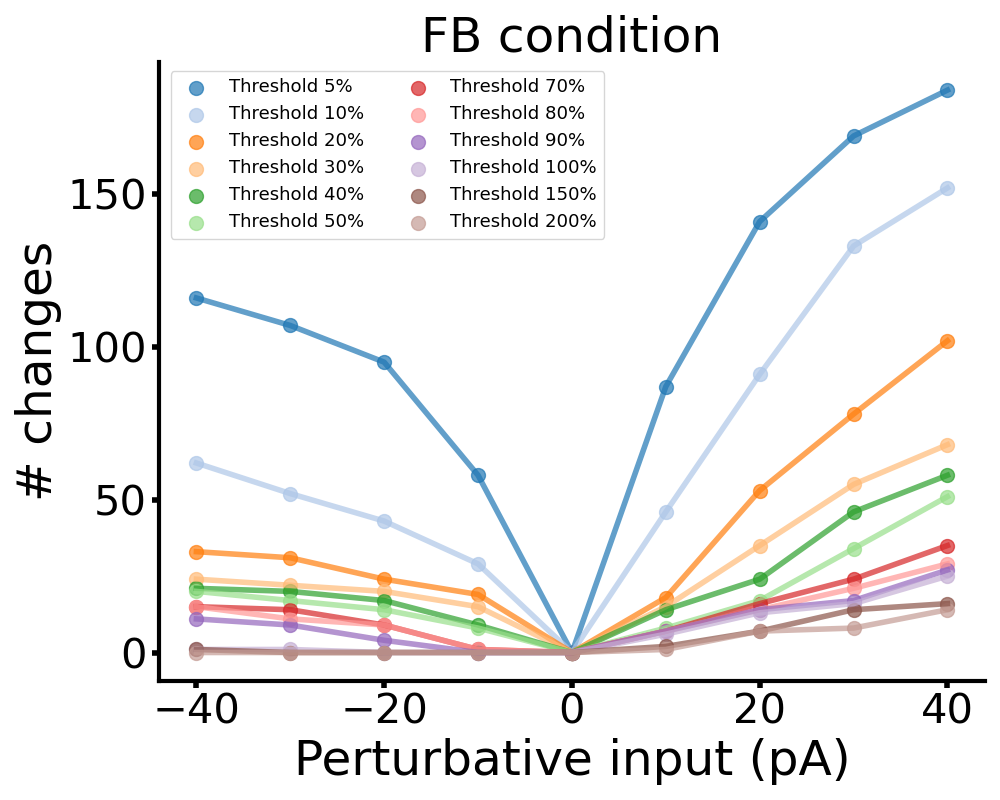 FB condition
Threshold 5%
Threshold 10%
Threshold 20%
Threshold 30%
Threshold 40%
Threshold 50%
Threshold 70%
Threshold 80%
Threshold 90%
Threshold 100%
Threshold 150%
Threshold 200%
# changes
150
100
50
0
−40
−20
0
20
40
Perturbative input (pA)